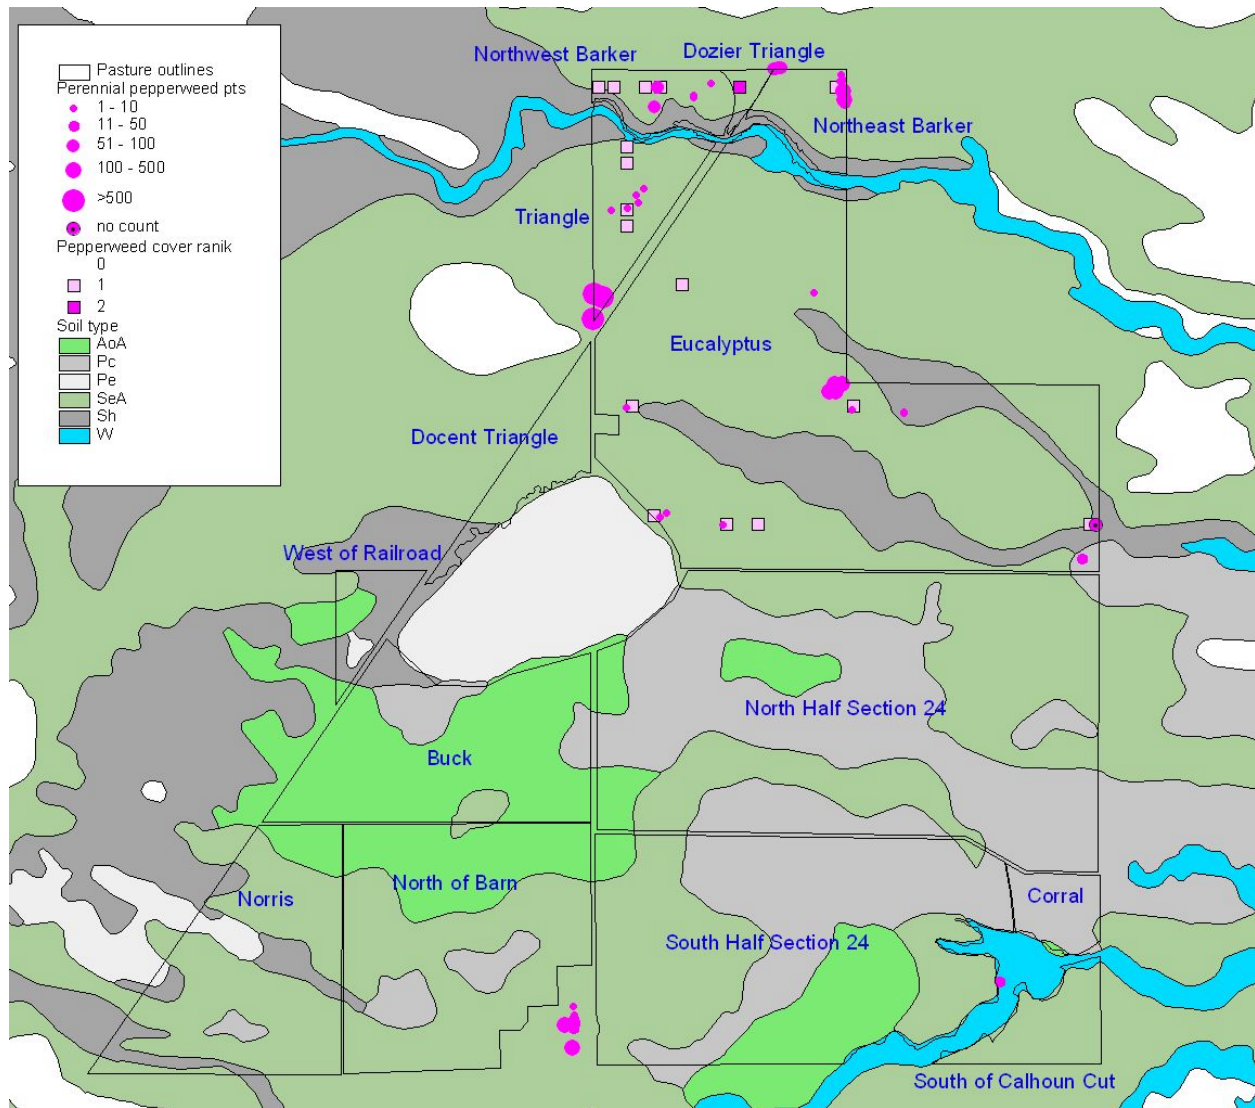 Pasture outlines
Perennial pepperweed pts
1 - 10
11 - 50
51 - 100
100 - 500
>500
no count
Pepperweed cover ranik
0
1
2
Soil type
AoA
Pc
Pe
SeA
Sh
W
Northwest Barker
Dozier Triangle
Northeast Barker
Triangle
Eucalyptus
Docent Triangle
West of Railroad
North Half Section 24
Buck
North of Barn
Norris
Corral
South Half Section 24
South of Calhoun Cut